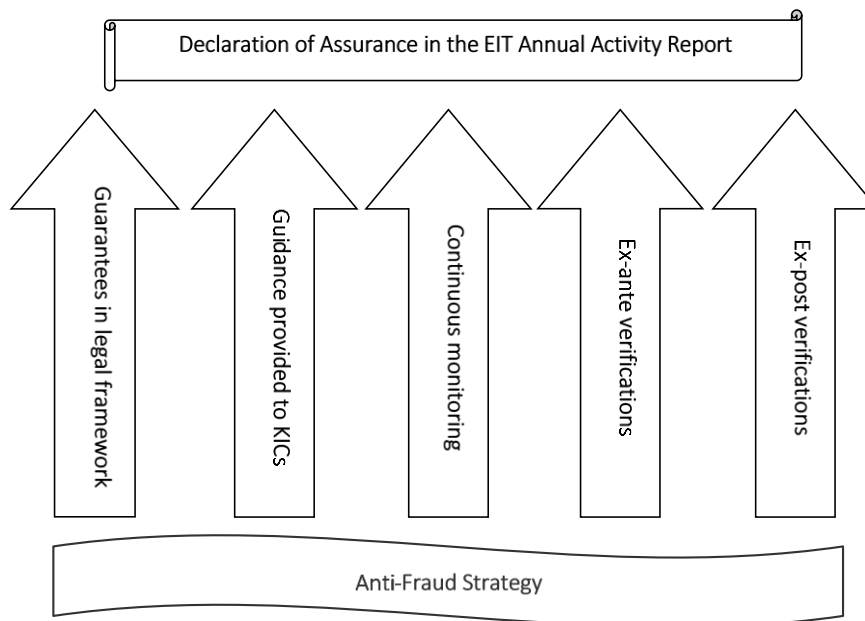 Declaration of Assurance in the EIT Annual Activity Report
Guarantees in legal framework
Guidance provided to KICs
Continuous monitoring
Ex-ante verifications
Ex-post verifications
Anti-Fraud Strategy